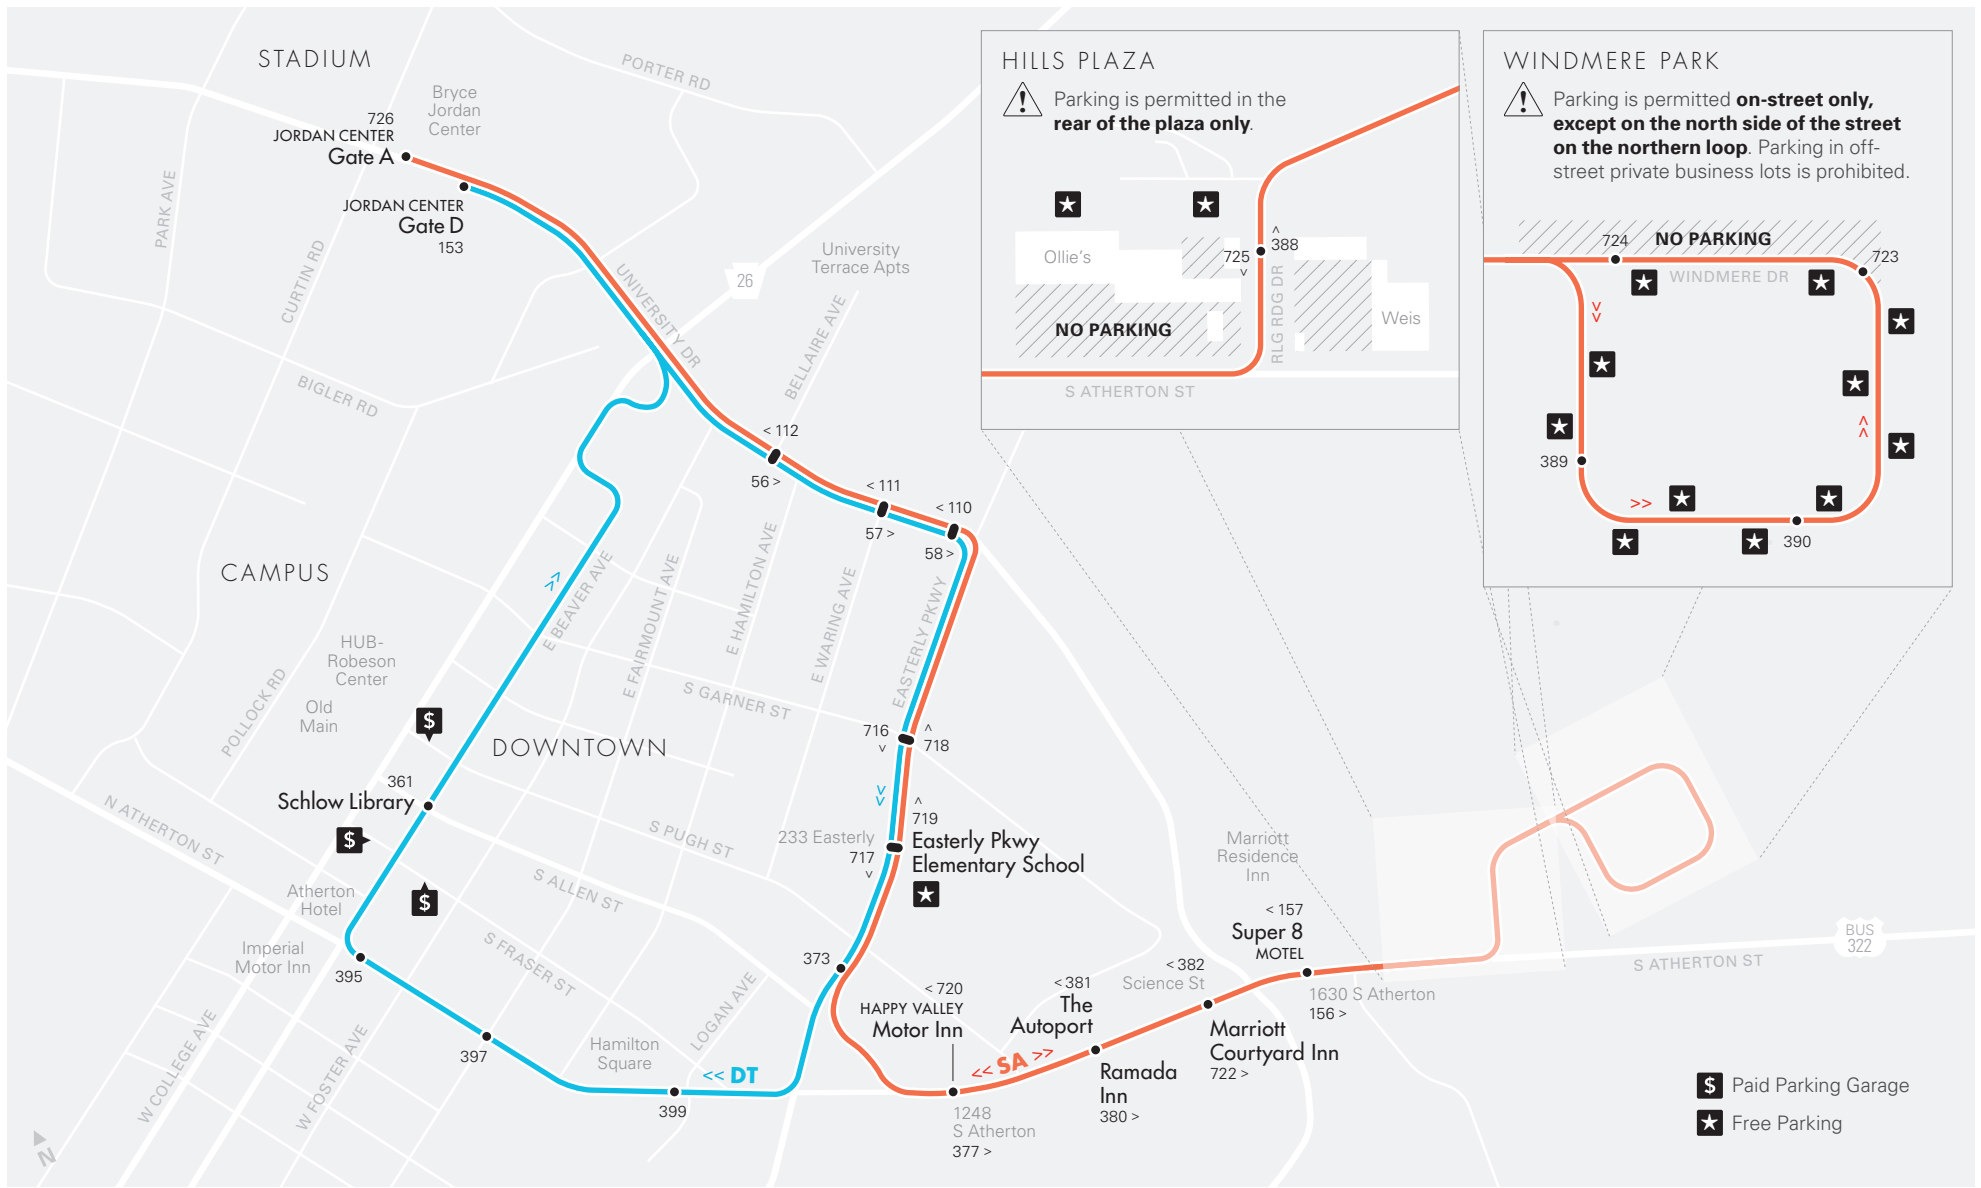 STADIUM
Bryce
Jordan
Center
726
JORDAN CENTER
Gate A
JORDAN CENTER
Gate D
153
PORTER RD
PARK AVE
CURTIN RD
BIGLER RD
UNIVERSITY DR
26
University
Terrace Apts
BELLAIRE AVE
< 112
56 >
< 111
57 >
< 110
58 >
HILLS PLAZA
!
Parking is permitted in the
rear of the plaza only.
Ollie's
725
v
^
388
NO PARKING
RLG RDG DR
Weis
S ATHERTON ST
WINDMERE PARK
!
Parking is permitted on-street only,
except on the north side of the street
on the northern loop. Parking in off-
street private business lots is prohibited.
724
NO PARKING
723
WINDMERE DR
>>
389
>>
390
>>
CAMPUS
HUB-
Robeson
Center
Old
Main
POLLOCK RD
>>
E BEAVER AVE
E FAIRMOUNT AVE
E HAMILTON AVE
E WARING AVE
EASTERLY PKWY
S GARNER ST
$
DOWNTOWN
716
v
^
718
>>
361
Schlow Library
$
$
N ATHERTON ST
S PUGH ST
233 Easterly
717
v
^
719
Easterly Pkwy
Elementary School
S ALLEN ST
Atherton
Hotel
Imperial
Motor Inn
395
S FRASER ST
373
LOGAN AVE
W COLLEGE AVE
W FOSTER AVE
397
Hamilton
Square
<< DT
399
< 720
HAPPY VALLEY
Motor Inn
<< SA >>
1248
S Atherton
377 >
< 381
The
Autoport
Ramada
Inn
380 >
< 382
Science St
Marriott
Courtyard Inn
722 >
Marriott
Residence
Inn
< 157
Super 8
MOTEL
1630 S Atherton
156 >
S ATHERTON ST
BUS
322
$ Paid Parking Garage
Free Parking
N